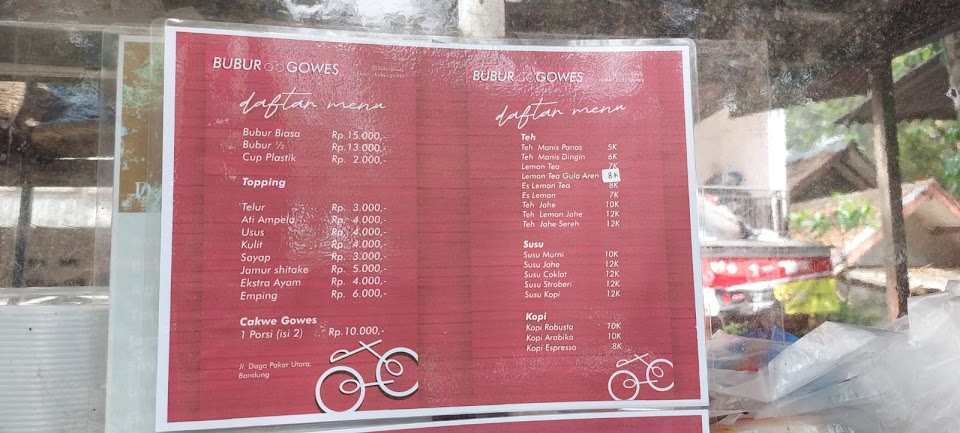 BUBUR GOWES
daftar menu
Bubur Biasa Rp. 15.000,-
Bubur ½ Rp. 13.000,-
Cup Plastik Rp. 2.000,-
Topping
Telur Rp. 3.000,-
Ati Ampela Rp. 4.000,-
Usus Rp. 4.000,-
Kulit Rp. 4.000,-
Sayap Rp. 3.000,-
Jamur shitake Rp. 5.000,-
Ekstra Ayam Rp. 4.000,-
Emping Rp. 6.000,-
Cakwe Gowes
1 Porsi (isi 2) Rp. 10.000,-
Jl. Dago Pakar Utara,
Bandung
BUBUR GOWES
daftar menu
Teh
Teh Manis Panas 5K
Teh Manis Dingin 6K
Lemon Tea 7K
Lemon Tea Gula Aren 8K
Es Lemon Tea 8K
Es Lemon 7K
Teh Jahe 10K
Teh Lemon Jahe 12K
Teh Jahe Sereh 12K
Susu
Susu Murni 10K
Susu Jahe 12K
Susu Coklat 12K
Susu Stroberi 12K
Susu Kopi 12K
Kopi
Kopi Robusta 10K
Kopi Arabika 10K
Kopi Espresso 8K